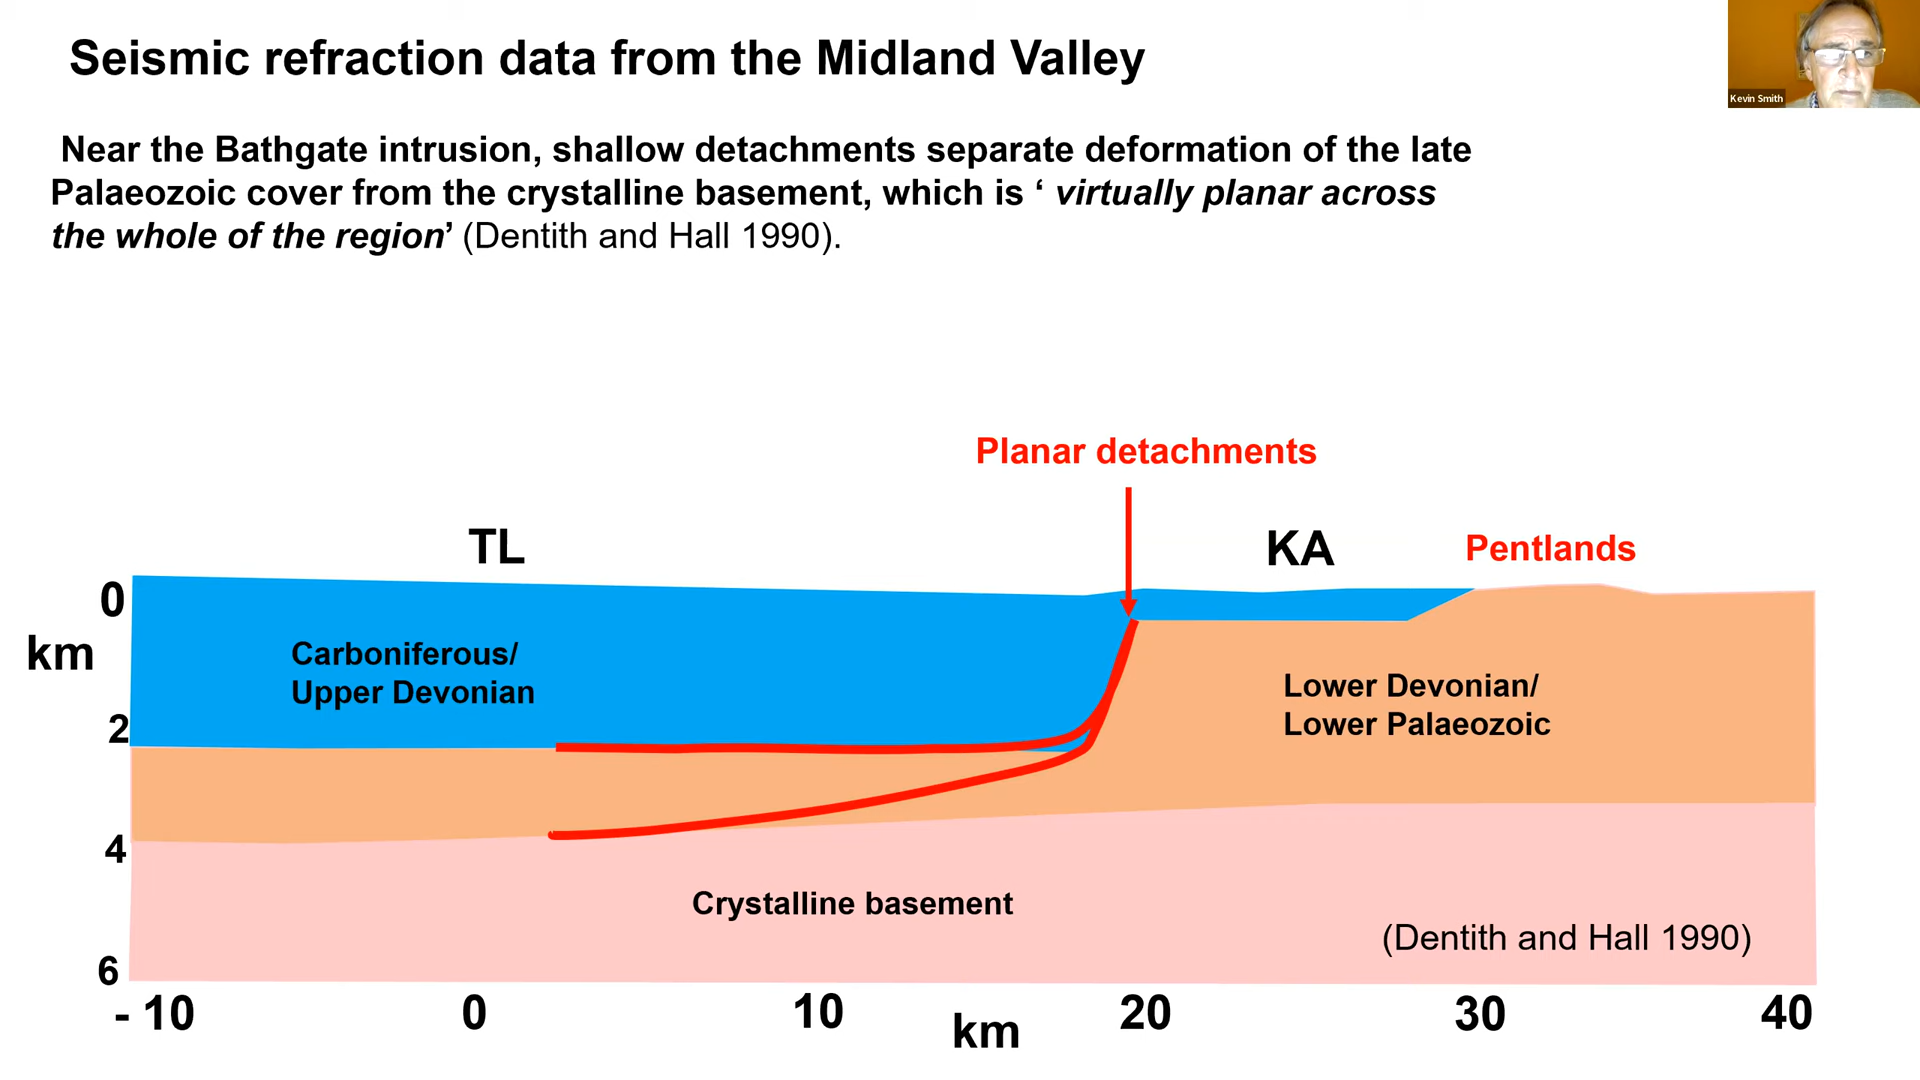 Seismic refraction data from the Midland Valley
Kevin Smith
Near the Bathgate intrusion, shallow detachments separate deformation of the late
Palaeozoic cover from the crystalline basement, which is ‘ virtually planar across
the whole of the region’ (Dentith and Hall 1990).
Planar detachments
TL
KA
Pentlands
0
km
Carboniferous/
Upper Devonian
Lower Devonian/
Lower Palaeozoic
2
4
Crystalline basement
(Dentith and Hall 1990)
6
- 10
0
10
km
20
30
40